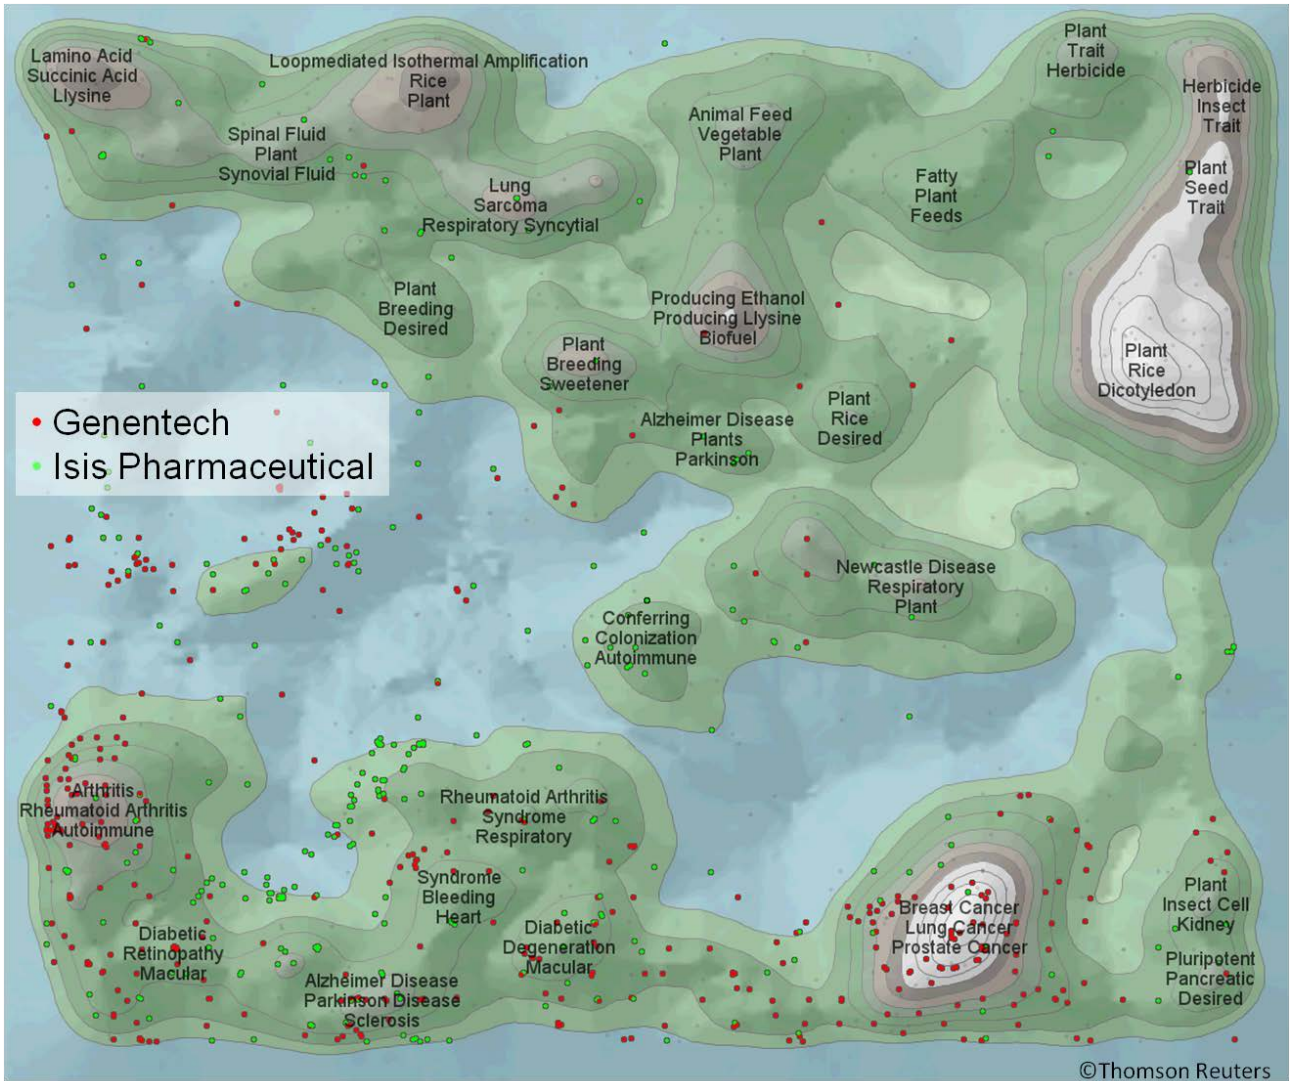 Lamino Acid
Succinic Acid
Llysine
Loopmediated Isothermal Amplification
Rice
Plant
Plant
Trait
Herbicide
Herbicide
Insect
Trait
Spinal Fluid
Plant
Synovial Fluid
Animal Feed
Vegetable
Plant
Lung
Sarcoma
Respiratory Syncytial
Fatty
Plant
Feeds
Plant
Seed
Trait
Plant
Breeding
Desired
Producing Ethanol
Producing Llysine
Biofuel
Plant
Breeding
Sweetener
Plant
Rice
Dicotyledon
Genentech
Isis Pharmaceutical
Alzheimer Disease
Plants
Parkinson
Plant
Rice
Desired
Newcastle Disease
Respiratory
Plant
Conferring
Colonization
Autoimmune
Arthritis
Rheumatoid Arthritis
Autoimmune
Rheumatoid Arthritis
Syndrome
Respiratory
Syndrome
Bleeding
Heart
Diabetic
Retinopathy
Macular
Diabetic
Degeneration
Macular
Breast Cancer
Lung Cancer
Prostate Cancer
Plant
Insect Cell
Kidney
Alzheimer Disease
Parkinson Disease
Sclerosis
Pluripotent
Pancreatic
Desired
©Thomson Reuters